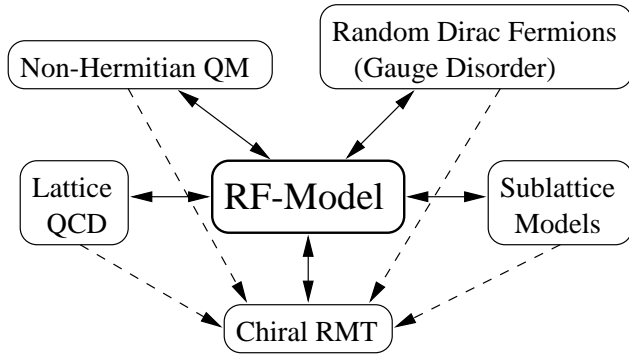 Random Dirac Fermions
(Gauge Disorder)
Non-Hermitian QM
Lattice
QCD
RF-Model
Sublattice
Models
Chiral RMT